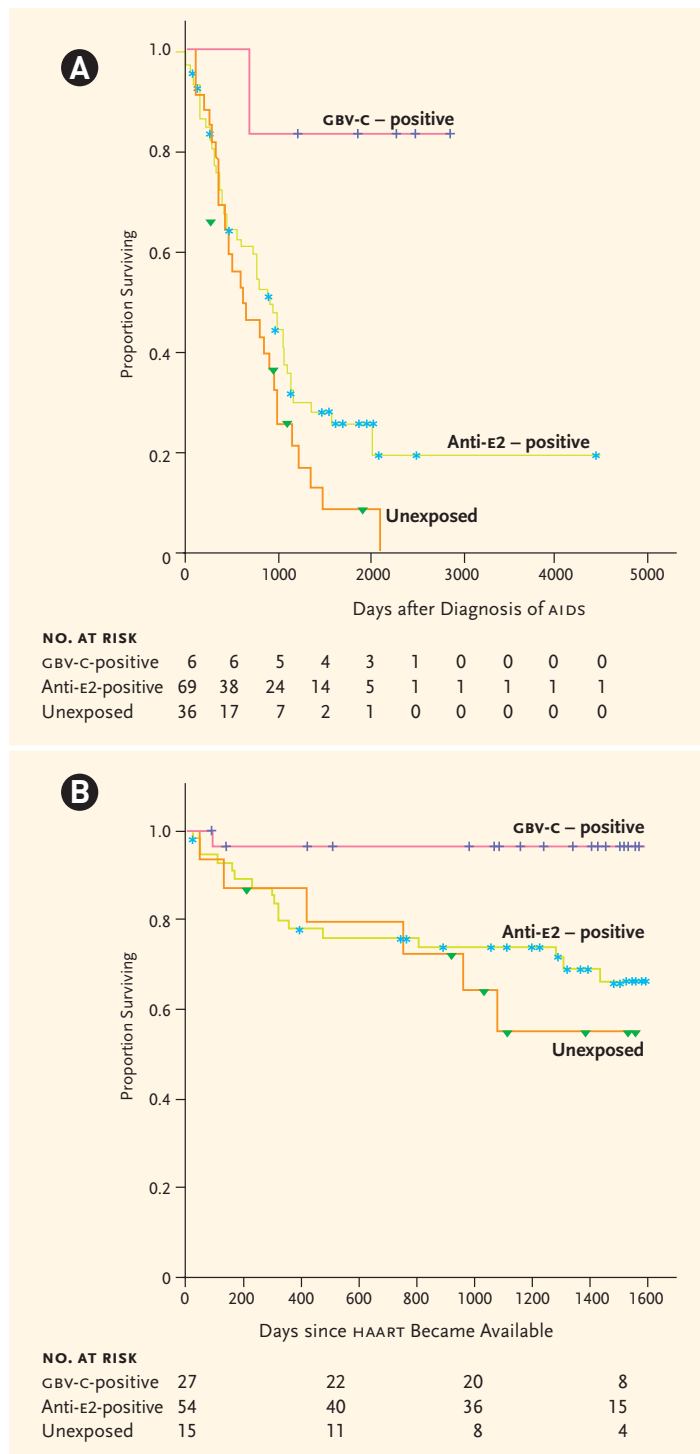 A
1.0
0.8
0.6
0.4
0.2
0
Proportion Surviving
GBV-C – positive
Anti-E2 – positive
Unexposed
0 1000 2000 3000 4000 5000
Days after Diagnosis of AIDS
NO. AT RISK
GBV-C-positive 6 6 5 4 3 1 0 0 0 0
Anti-E2-positive 69 38 24 14 5 1 1 1 1 1
Unexposed 36 17 7 2 1 0 0 0 0 0
B
1.0
0.8
0.6
0.4
0.2
0
Proportion Surviving
GBV-C – positive
Anti-E2 – positive
Unexposed
0 200 400 600 800 1000 1200 1400 1600
Days since HAART Became Available
NO. AT RISK
GBV-C-positive 27 22 20 8
Anti-E2-positive 54 40 36 15
Unexposed 15 11 8 4